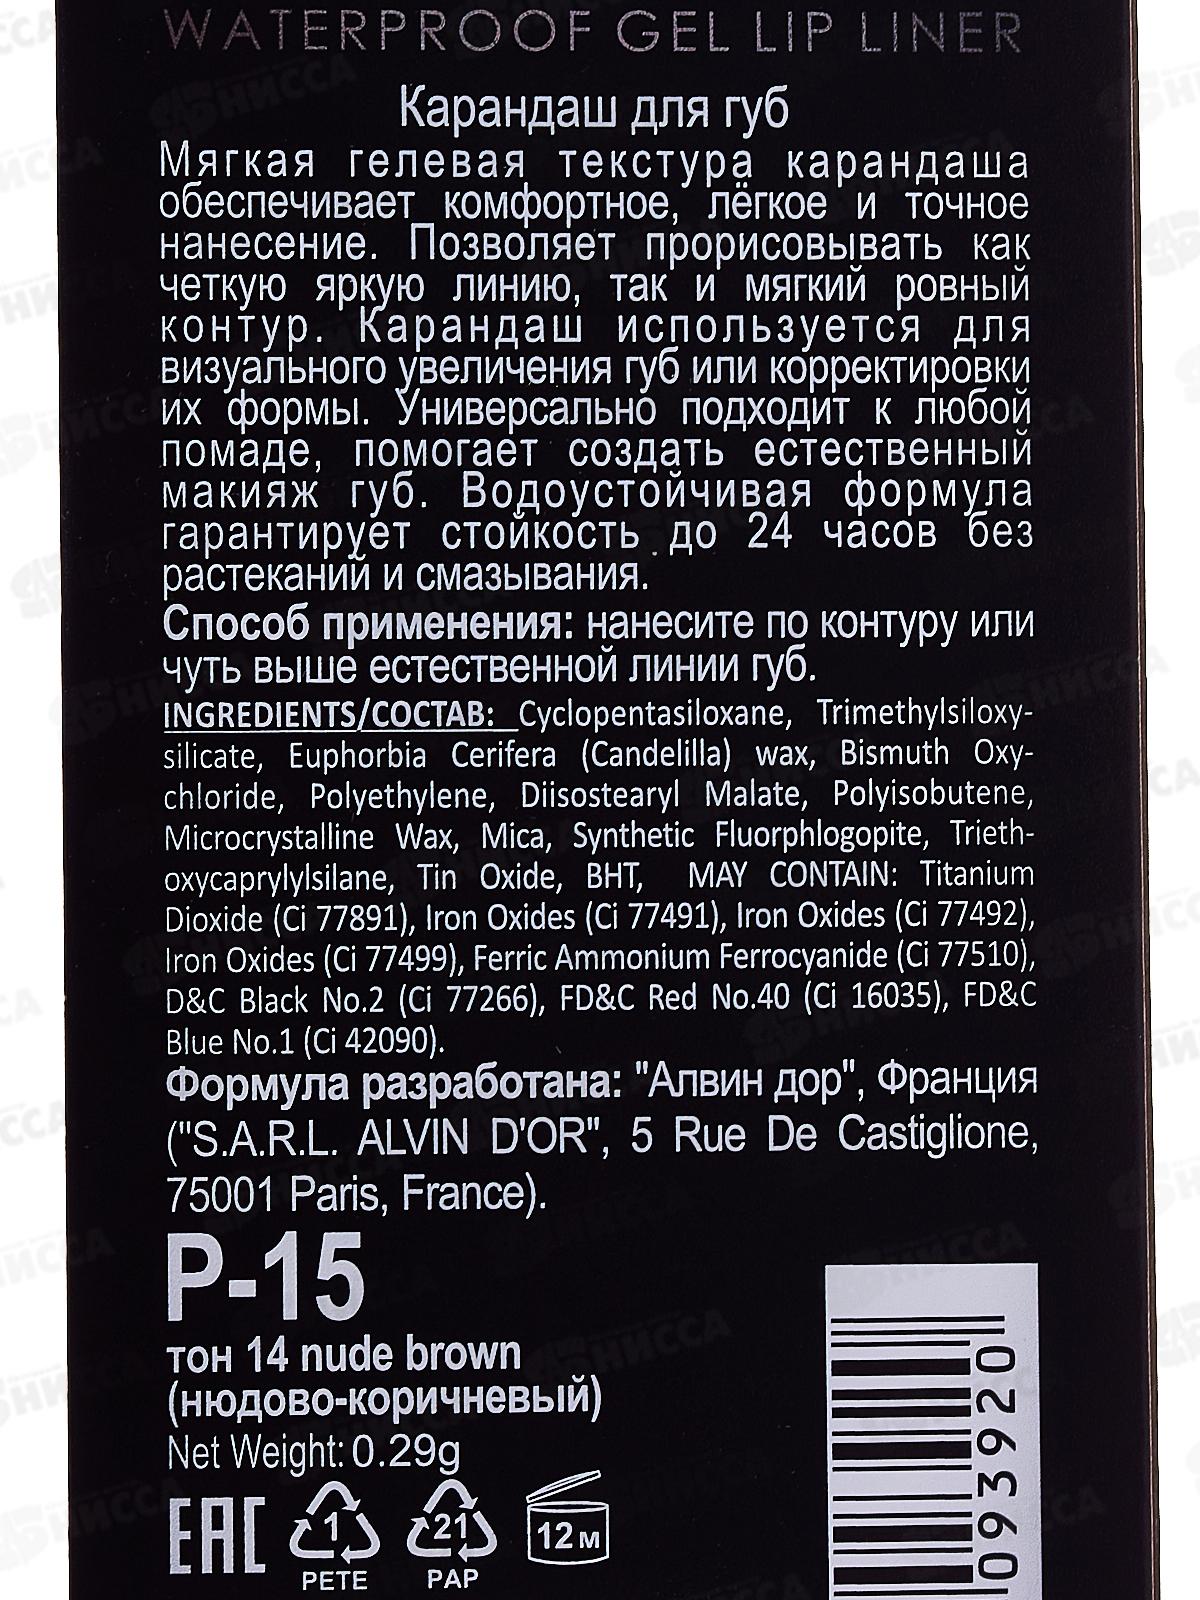 WATERPROOF GEL LIP LINER
Карандаш для губ
Мягкая гелевая текстура карандаша
обеспечивает комфортное, лёгкое и точное
нанесение. Позволяет прорисовывать как
четкую яркую линию, так и мягкий ровный
контур. Карандаш используется для
визуального увеличения губ или корректировки
их формы. Универсально подходит к любой
помаде, помогает создать естественный
макияж губ. Водоустойчивая формула
гарантирует стойкость до 24 часов без
растеканий и смазывания.
Способ применения: нанесите по контуру или
чуть выше естественной линии губ.
INGREDIENTS/СОСТАВ: Cyclopentasiloxane, Trimethylsiloxy-
silicate, Euphorbia Cerifera (Candelilla) wax, Bismuth Oxy-
chloride, Polyethylene, Diisostearyl Malate, Polyisobutene,
Microcrystalline Wax, Mica, Synthetic Fluorphlogopite, Trieth-
oxycaprylylsilane, Tin Oxide, BHT, MAY CONTAIN: Titanium
Dioxide (Ci 77891), Iron Oxides (Ci 77491), Iron Oxides (Ci 77492),
Iron Oxides (Ci 77499), Ferric Ammonium Ferrocyanide (Ci 77510),
D&C Black No.2 (Ci 77266), FD&C Red No.40 (Ci 16035), FD&C
Blue No.1 (Ci 42090).
Формула разработана: "Алвин дор", Франция
("S.A.R.L. ALVIN D'OR", 5 Rue De Castiglione,
75001 Paris, France).
P-15
тон 14 nude brown
(нюдово-коричневый)
Net Weight: 0.29g
EAC
1
PETE
21
PAP
12 м
093920